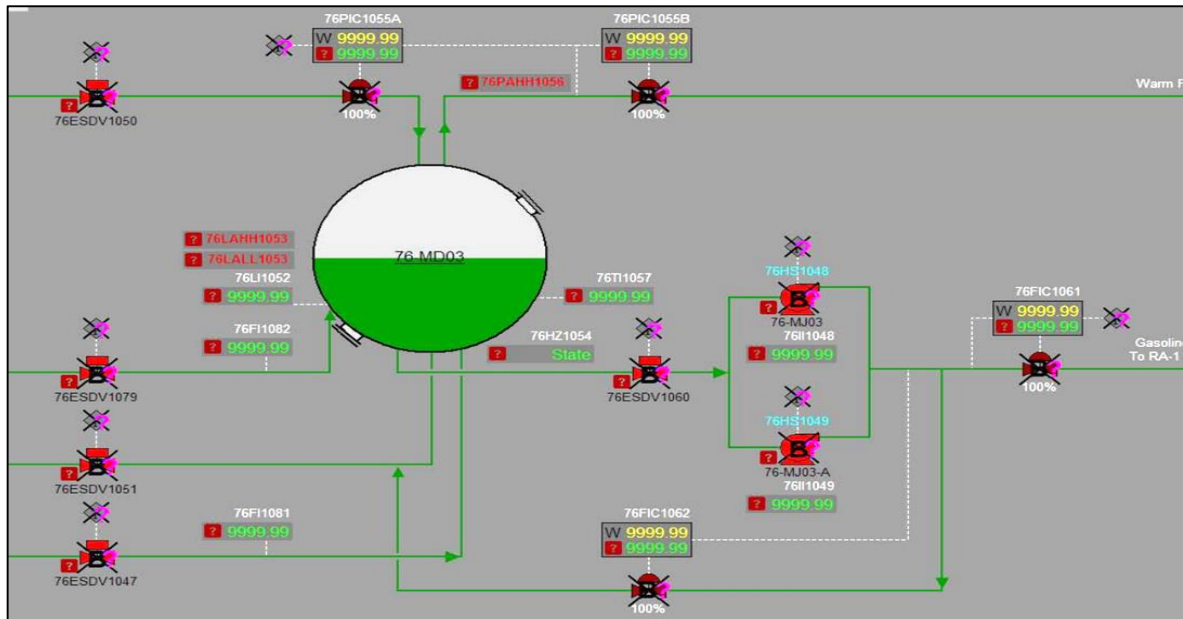 76PIC1055A
W 9999.99
? 9999.99
76PIC1055B
W 9999.99
? 9999.99
? 76PAHH1056
?
76ESDV1050
100%
100%
Warm F
? 76LAHH1053
? 76LALL1053
76LI1052
? 9999.99
76-MD03
76TI1057
? 9999.99
76FI1082
? 9999.99
76HZ1054
? State
?
76ESDV1079
?
76ESDV1060
76HS1048
?
76-MJ03
76II1048
? 9999.99
76FIC1061
W 9999.99
? 9999.99
100%
Gasoline
To RA-1
?
76ESDV1051
76HS1049
?
76-MJ03-A
76II1049
? 9999.99
76FI1081
? 9999.99
?
76ESDV1047
76FIC1062
W 9999.99
? 9999.99
100%